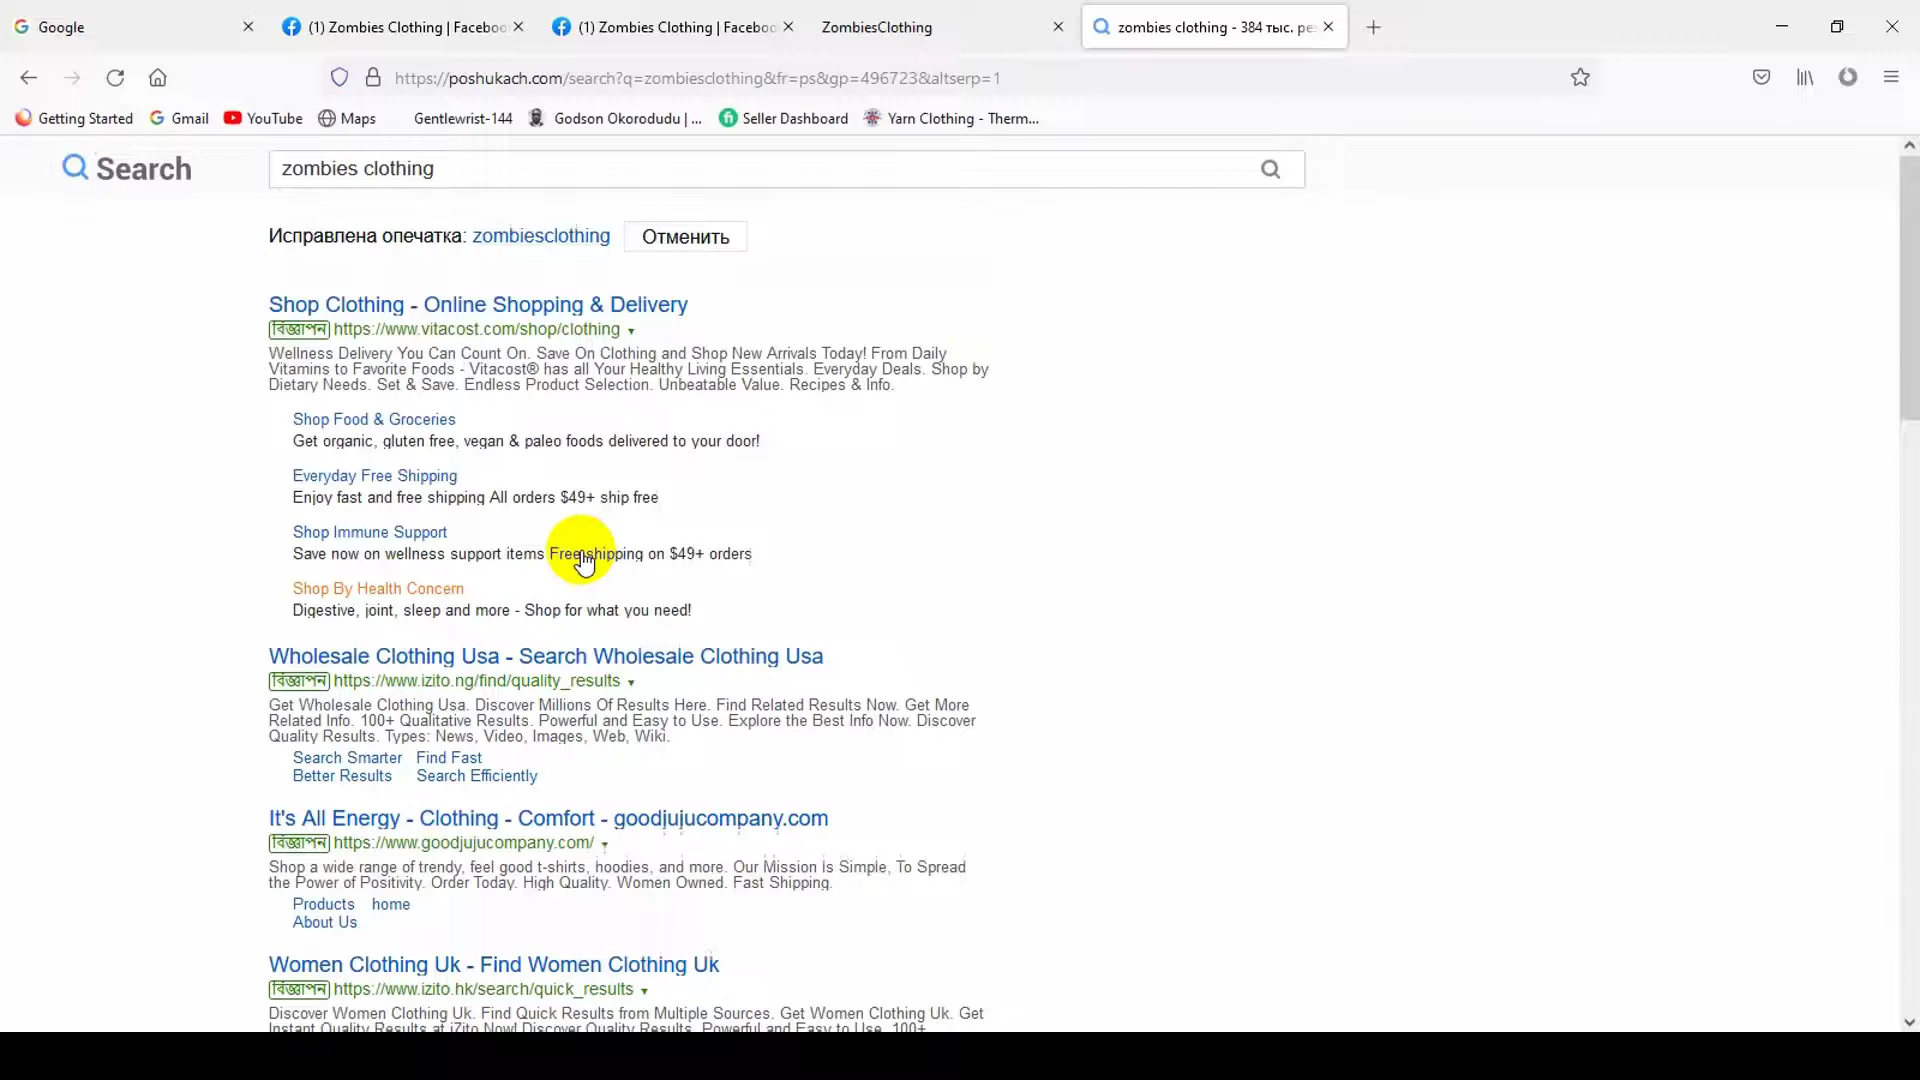 Google
(1) Zombies Clothing | Faceboo
(1) Zombies Clothing | Faceboo
ZombiesClothing
zombies clothing - 384 тыс. ре
https://poshukach.com/search?q=zombiesclothing&fr=ps&gp=496723&altserp=1
Getting Started
Gmail
YouTube
Maps
Gentlewrist-144
Godson Okorodudu | ...
Seller Dashboard
Yarn Clothing - Therm...
Search
zombies clothing
Исправлена опечатка: zombiesclothing
Отменить
Shop Clothing - Online Shopping & Delivery
বিজ্ঞাপন https://www.vitacost.com/shop/clothing
Wellness Delivery You Can Count On. Save On Clothing and Shop New Arrivals Today! From Daily
Vitamins to Favorite Foods - Vitacost® has all Your Healthy Living Essentials. Everyday Deals. Shop by
Dietary Needs. Set & Save. Endless Product Selection. Unbeatable Value. Recipes & Info.
Shop Food & Groceries
Get organic, gluten free, vegan & paleo foods delivered to your door!
Everyday Free Shipping
Enjoy fast and free shipping All orders $49+ ship free
Shop Immune Support
Save now on wellness support items Free shipping on $49+ orders
Shop By Health Concern
Digestive, joint, sleep and more - Shop for what you need!
Wholesale Clothing Usa - Search Wholesale Clothing Usa
বিজ্ঞাপন https://www.izito.ng/find/quality_results
Get Wholesale Clothing Usa. Discover Millions Of Results Here. Find Related Results Now. Get More
Related Info. 100+ Qualitative Results. Powerful and Easy to Use. Explore the Best Info Now. Discover
Quality Results. Types: News, Video, Images, Web, Wiki.
Search Smarter Find Fast
Better Results Search Efficiently
It's All Energy - Clothing - Comfort - goodjujucompany.com
বিজ্ঞাপন https://www.goodjujucompany.com/
Shop a wide range of trendy, feel good t-shirts, hoodies, and more. Our Mission Is Simple, To Spread
the Power of Positivity. Order Today. High Quality. Women Owned. Fast Shipping.
Products home
About Us
Women Clothing Uk - Find Women Clothing Uk
বিজ্ঞাপন https://www.izito.hk/search/quick_results
Discover Women Clothing Uk. Find Quick Results from Multiple Sources. Get Women Clothing Uk. Get
Instant Quality Results at iZito Now! Discover Quality Results. Powerful and Easy to Use. 100+